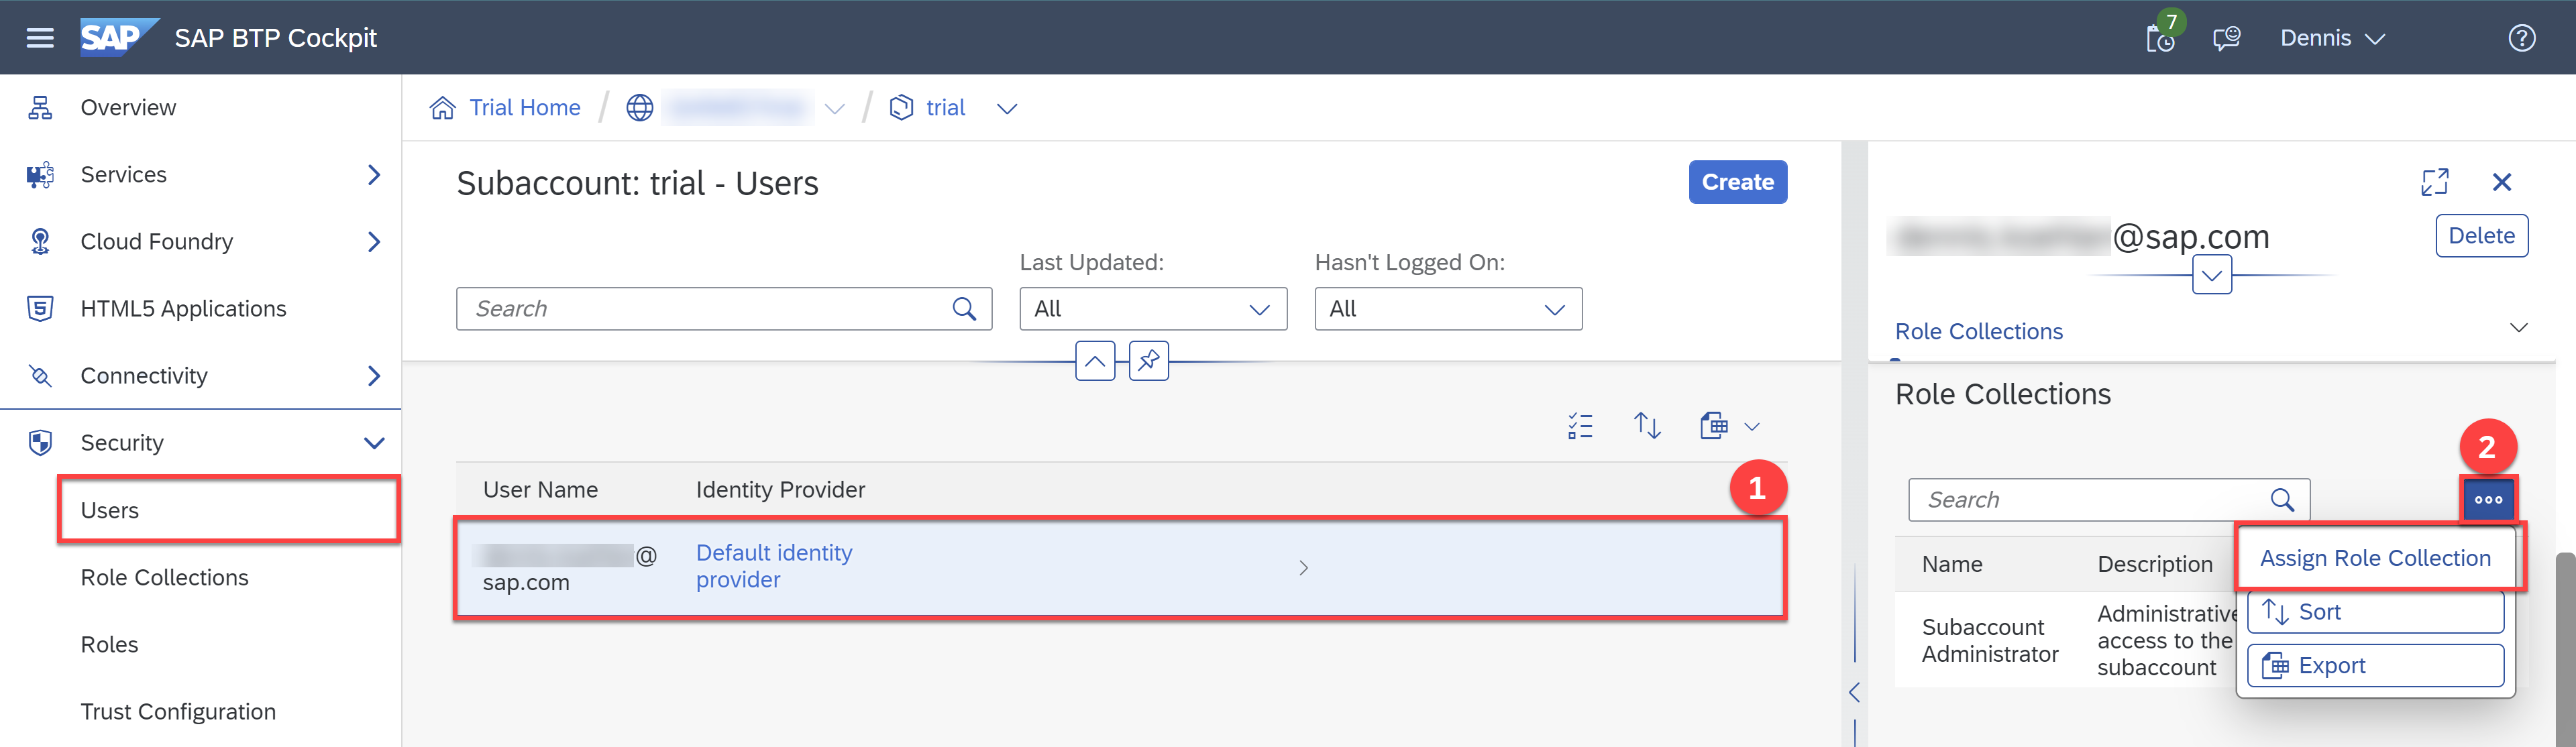 SAP SAP BTP Cockpit
7
Dennis
Overview
Services
Cloud Foundry
5 HTML5 Applications
Connectivity
Security
Users
Role Collections
Roles
Trust Configuration
Trial Home / / trial
Subaccount: trial - Users
Create
Last Updated:
Hasn't Logged On:
Search
All
All
User Name
Identity Provider
1
@
sap.com
Default identity
provider
@sap.com
Delete
Role Collections
Role Collections
2
Search
Assign Role Collection
Sort
Export
Name
Description
Subaccount
Administrator
Administrative
access to the
subaccount